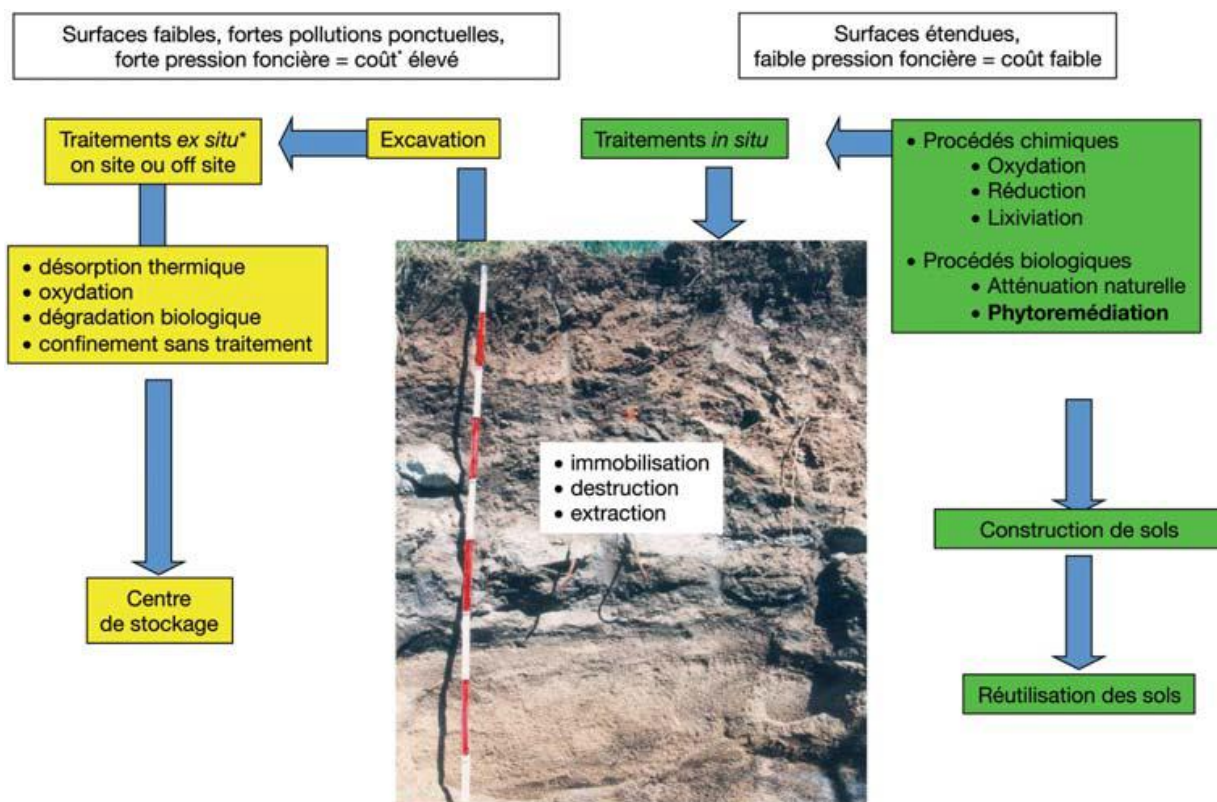 Surfaces faibles, fortes pollutions ponctuelles,
forte pression foncière = coût* élevé
Surfaces étendues,
faible pression foncière = coût faible
Traitements ex situ*
on site ou off site
Excavation
Traitements in situ
• Procédés chimiques
• Oxydation
• Réduction
• Lixiviation
• Procédés biologiques
• Atténuation naturelle
• Phytoremédiation
• désorption thermique
• oxydation
• dégradation biologique
• confinement sans traitement
• immobilisation
• destruction
• extraction
Construction de sols
Centre
de stockage
Réutilisation des sols